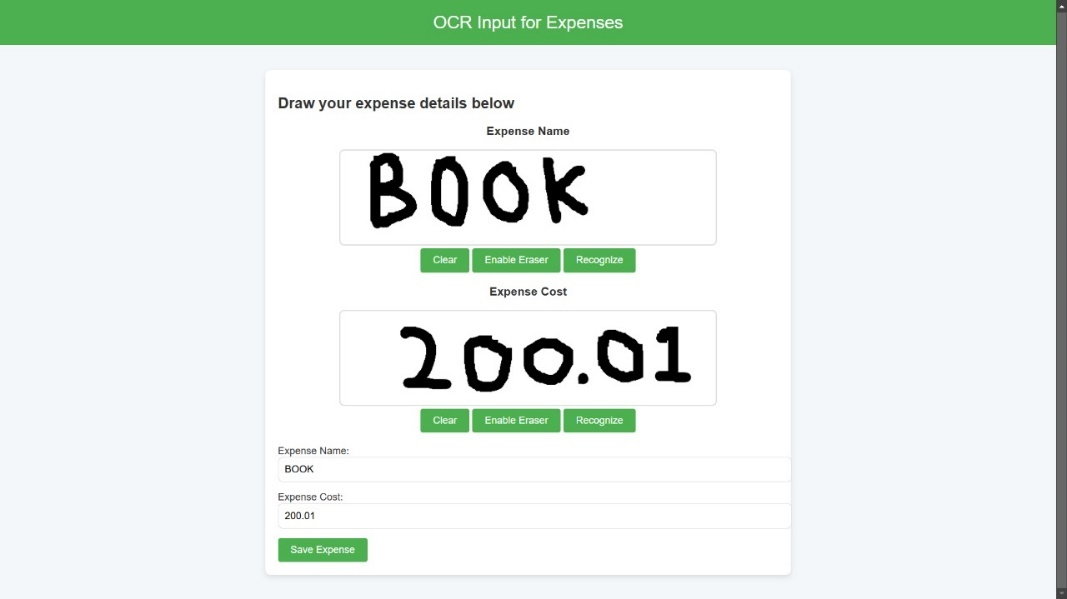 OCR Input for Expenses
Draw your expense details below
Expense Name
BOOK
Clear Enable Eraser Recognize
Expense Cost
200.01
Clear Enable Eraser Recognize
Expense Name:
BOOK
Expense Cost:
200.01
Save Expense